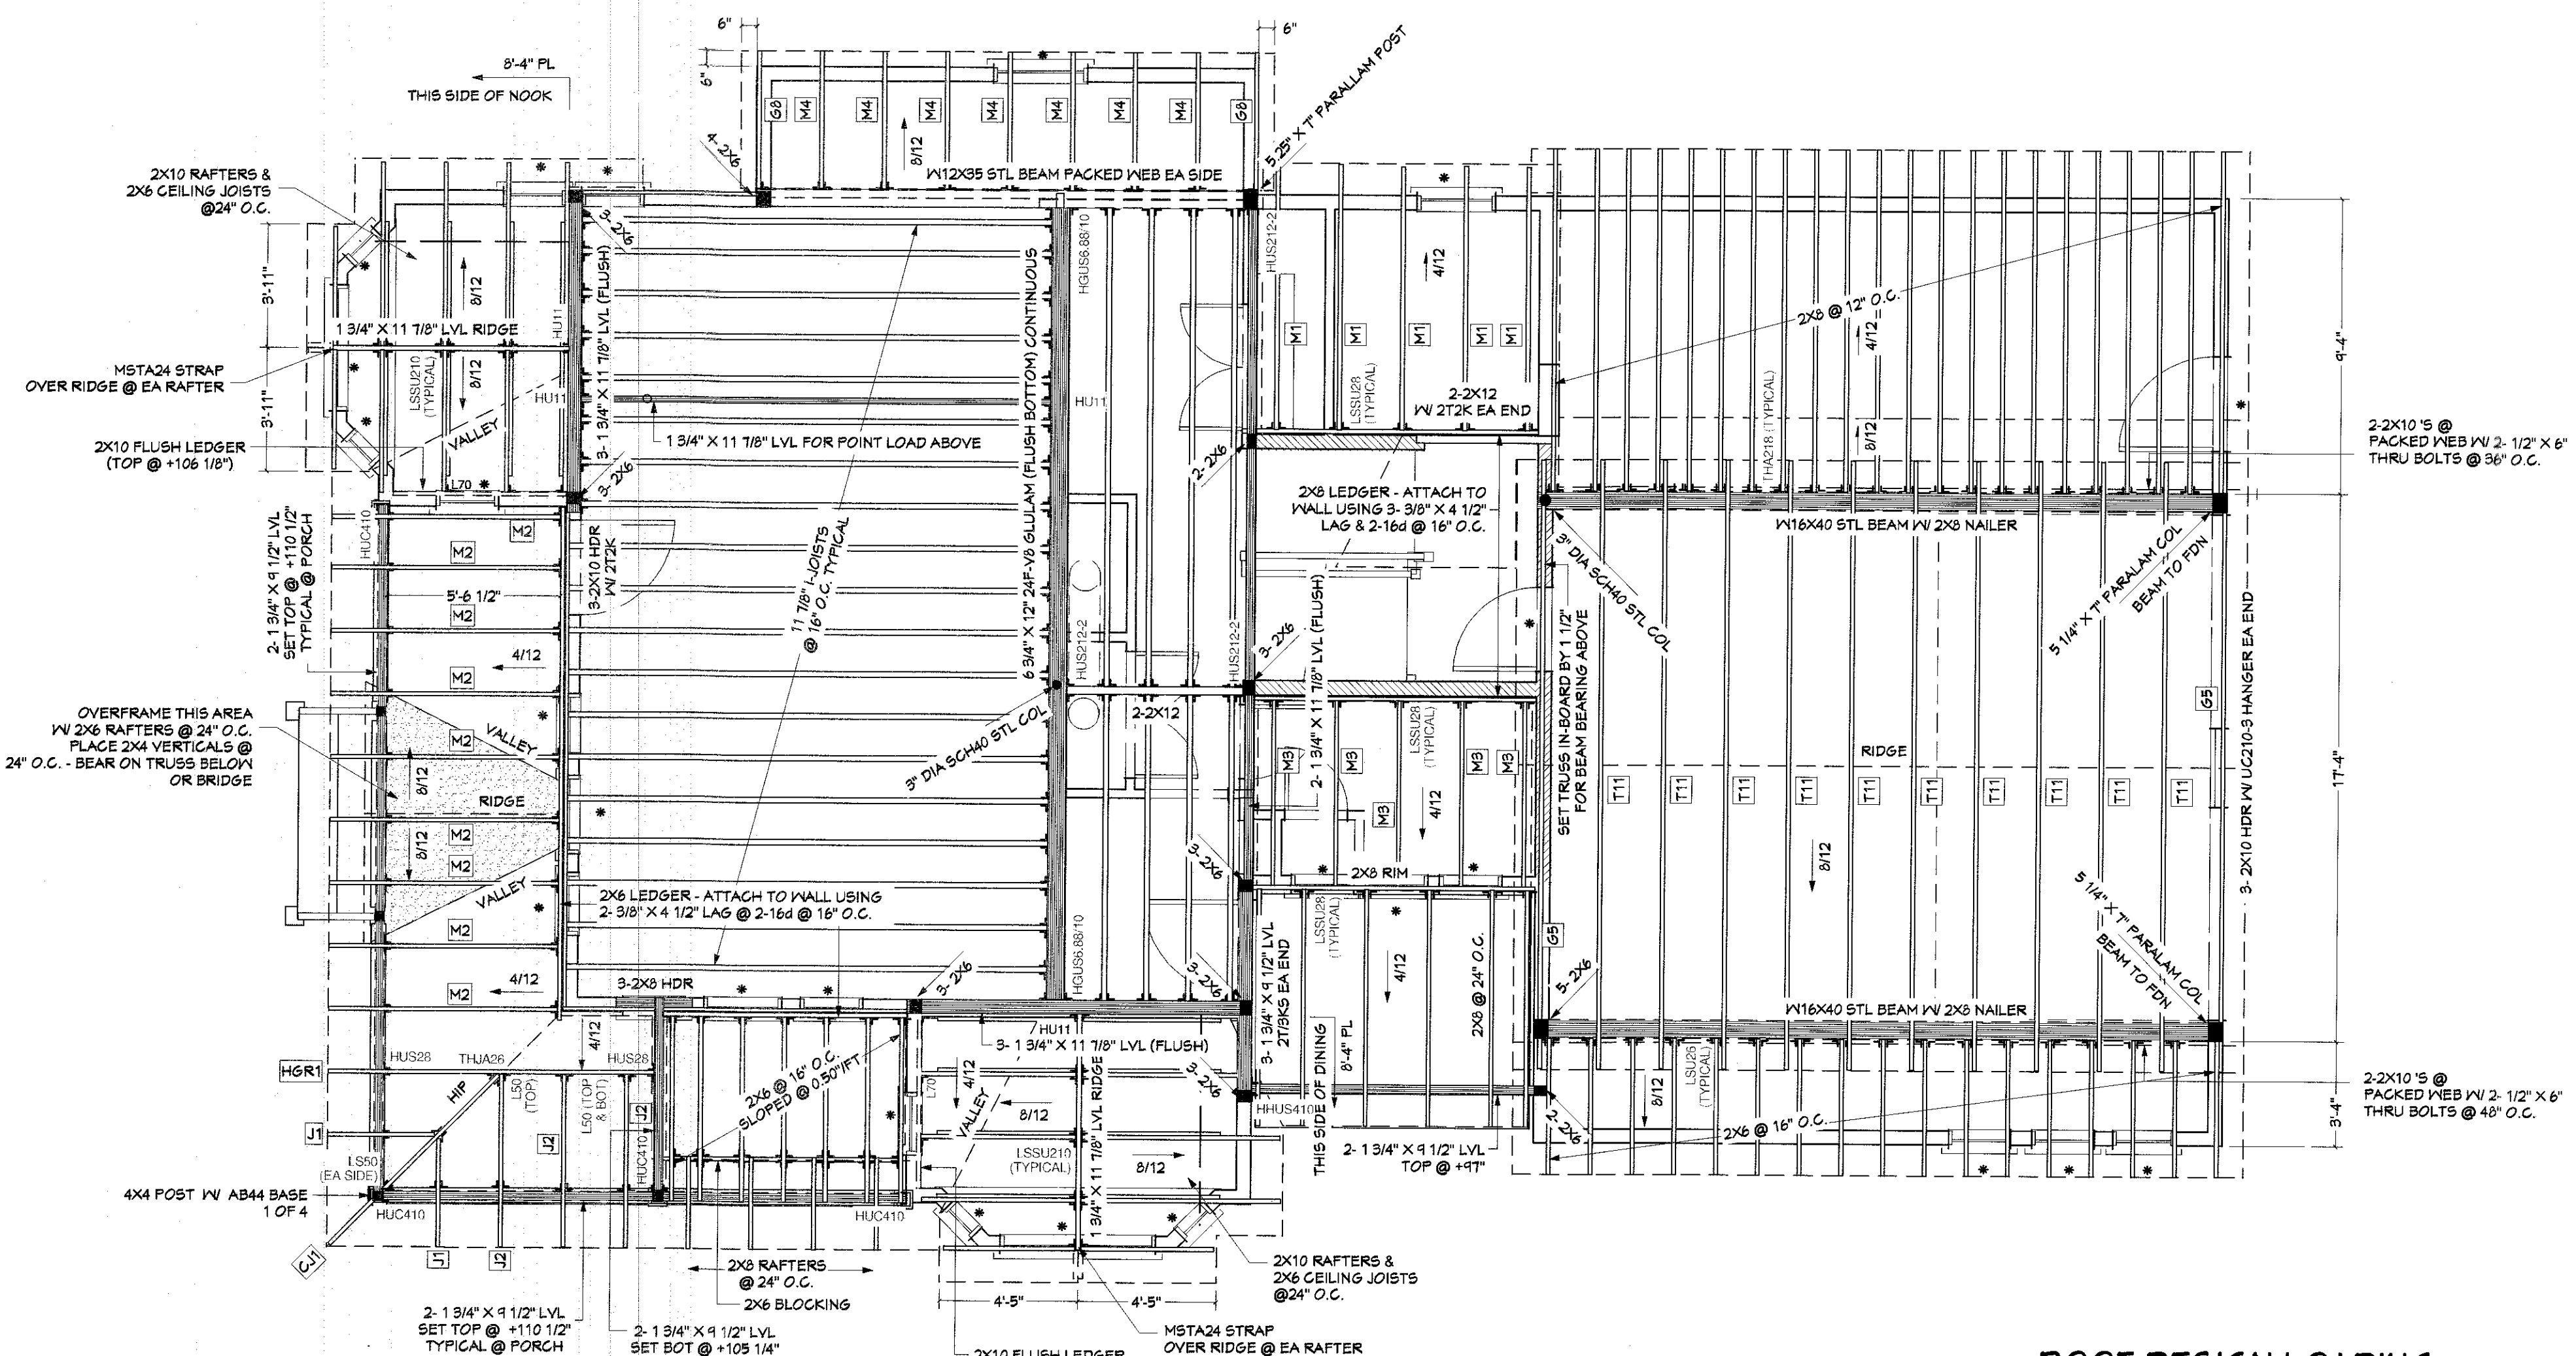 6"
6"
6"
8'-4" PL
THIS SIDE OF NOOK
5.25" X 7" PARALLAM POST
G8
M4
M4
M4
M4
M4
M4
M4
G8
8/12
4- 2X6
W12X35 STL BEAM PACKED WEB EA SIDE
2X10 RAFTERS &
2X6 CEILING JOISTS
@24" O.C.
3'-11"
3'-11"
8/12
8/12
1 3/4" X 11 7/8" LVL RIDGE
MSTA24 STRAP
OVER RIDGE @ EA RAFTER
LSSU210
(TYPICAL)
HU11
HU11
VALLEY
2X10 FLUSH LEDGER
(TOP @ +106 1/8")
L70
3- 2X6
3- 1 3/4" X 11 7/8" LVL (FLUSH)
3- 2X6
1 3/4" X 11 7/8" LVL FOR POINT LOAD ABOVE
6 3/4" X 12" 24F-V8 GLULAM (FLUSH BOTTOM) CONTINUOUS
HGUS6.88/10
HU11
HUS212-2
M1
M1
M1
M1
M1
4/12
LSSU28
(TYPICAL)
2-2X12
W/ 2T2K EA END
2X8 @ 12" O.C.
4/12
8/12
THA218 (TYPICAL)
9'-4"
2-2X10 'S @
PACKED WEB W/ 2- 1/2" X 6"
THRU BOLTS @ 36" O.C.
W16X40 STL BEAM W/ 2X8 NAILER
3" DIA SCH40 STL COL
5 1/4" X 7" PARALAM COL
BEAM TO FDN
2- 2X6
2X8 LEDGER - ATTACH TO
WALL USING 3- 3/8" X 4 1/2"
LAG & 2-16d @ 16" O.C.
2- 1 3/4" X 9 1/2" LVL
SET TOP @ +110 1/2"
TYPICAL @ PORCH
HUC410
M2
M2
5'-6 1/2"
M2
4/12
M2
3-2X10 HDR
W/ 2T2K
11 7/8" I-JOISTS
@ 16" O.C. TYPICAL
HUS212-2
HUS212-2
3- 2X6
2- 1 3/4" X 11 7/8" LVL (FLUSH)
SET TRUSS IN-BOARD BY 1 1/2"
FOR BEAM BEARING ABOVE
3- 2X10 HDR W/ UC210-3 HANGER EA END
G5
OVERFRAME THIS AREA
W/ 2X6 RAFTERS @ 24" O.C.
PLACE 2X4 VERTICALS @
24" O.C. - BEAR ON TRUSS BELOW
OR BRIDGE
VALLEY
M2
8/12
RIDGE
8/12
M2
M2
VALLEY
M2
4/12
M2
3" DIA SCH40 STL COL
2-2X12
M3
M3
M3
M3
M3
LSSU28
(TYPICAL)
4/12
RIDGE
T11
T11
T11
T11
T11
T11
T11
T11
T11
T11
8/12
17'-4"
2X6 LEDGER - ATTACH TO WALL USING
2- 3/8" X 4 1/2" LAG @ 2-16d @ 16" O.C.
3- 2X6
2X8 RIM
HGUS6.88/10
3- 2X6
3- 2X6
3-2X8 HDR
3- 1 3/4" X 9 1/2" LVL
2T/3KS EA END
LSSU28
(TYPICAL)
4/12
2X8 @ 24" O.C.
G5
5- 2X6
5 1/4" X 7" PARALAM COL
BEAM TO FDN
W16X40 STL BEAM W/ 2X8 NAILER
HUS28
THJA26
4/12
HUS28
HGR1
HIP
L50
(TOP)
L50 (TOP
& BOT)
J2
J2
J1
LS50
(EA SIDE)
HUC410
4X4 POST W/ AB44 BASE
1 OF 4
HUC410
CJ1
J1
J2
2X6 @ 16" O.C.
SLOPED @ 0.50"/FT
HUC410
L70
HU11
3- 1 3/4" X 11 7/8" LVL (FLUSH)
4/12
VALLEY
8/12
1 3/4" X 11 7/8" LVL RIDGE
LSSU210
(TYPICAL)
8/12
3- 2X6
HHUS410
THIS SIDE OF DINING
8'-4" PL
2- 1 3/4" X 9 1/2" LVL
TOP @ +97"
2- 2X6
8/12
LSU26
(TYPICAL)
2X6 @ 16" O.C.
2-2X10 'S @
PACKED WEB W/ 2- 1/2" X 6"
THRU BOLTS @ 48" O.C.
3'-4"
2X8 RAFTERS
@ 24" O.C.
2X6 BLOCKING
4'-5"
4'-5"
2X10 RAFTERS &
2X6 CEILING JOISTS
@24" O.C.
2- 1 3/4" X 9 1/2" LVL
SET TOP @ +110 1/2"
TYPICAL @ PORCH
2- 1 3/4" X 9 1/2" LVL
SET BOT @ +105 1/4"
2X10 FLUSH LEDGER
MSTA24 STRAP
OVER RIDGE @ EA RAFTER